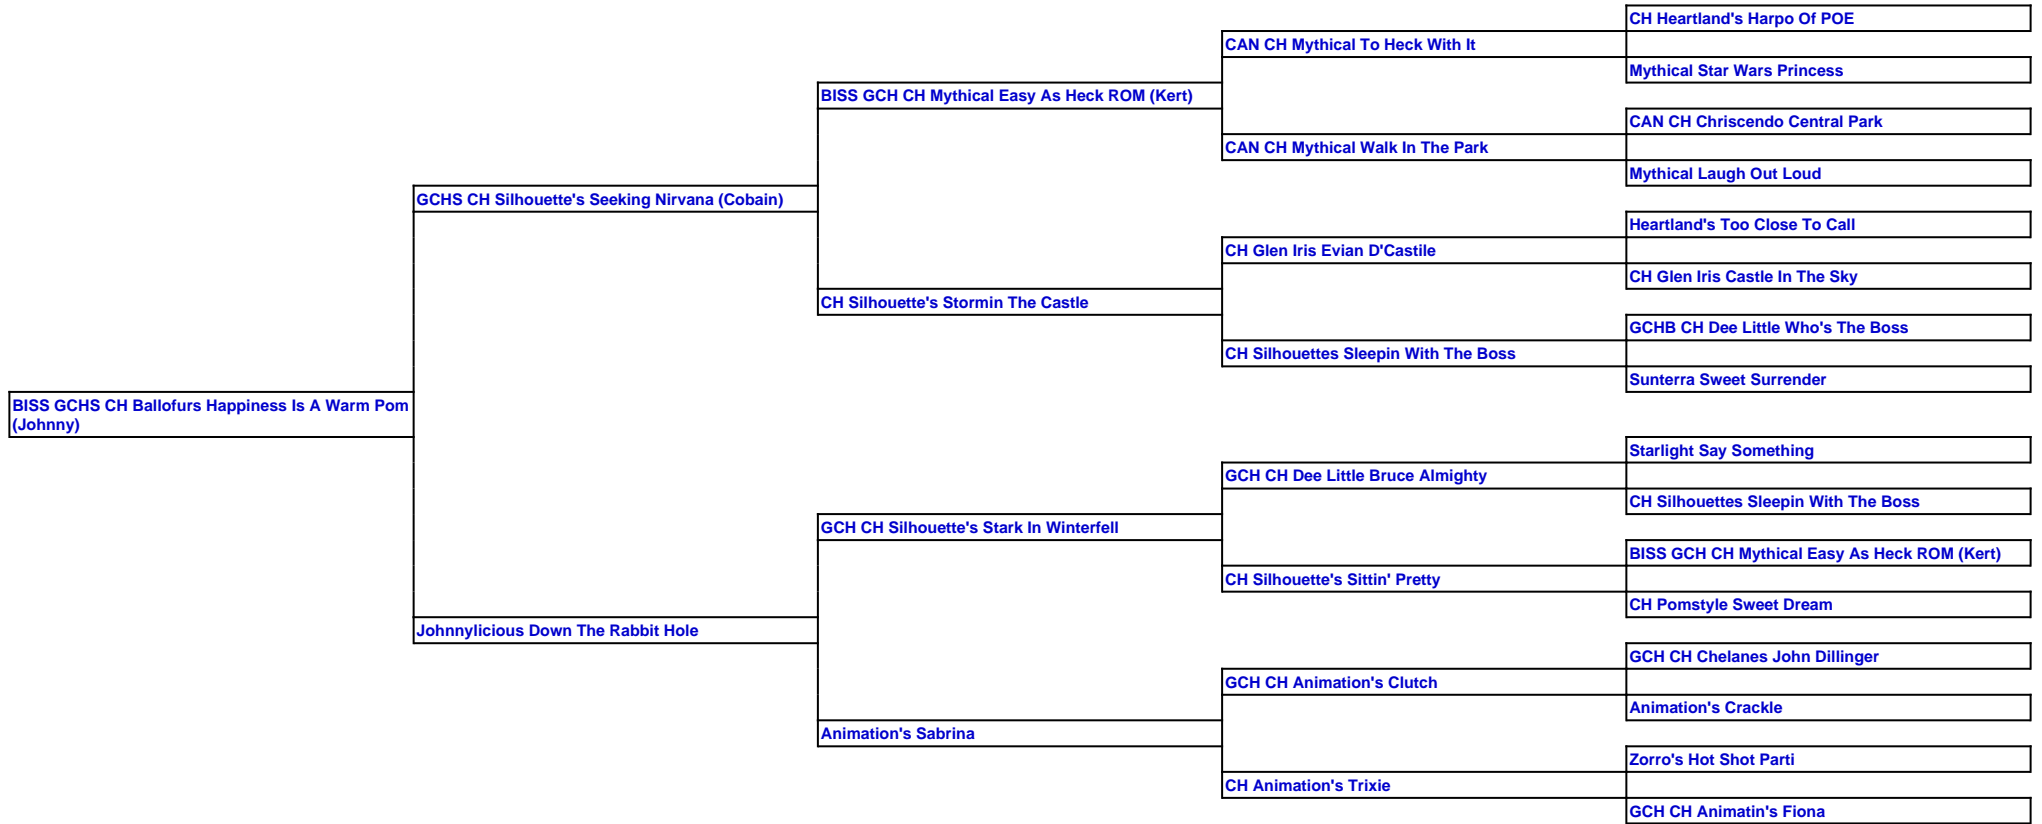 CH Heartland's Harpo Of POE
CAN CH Mythical To Heck With It
Mythical Star Wars Princess
BISS GCH CH Mythical Easy As Heck ROM (Kert)
CAN CH Chriscendo Central Park
CAN CH Mythical Walk In The Park
Mythical Laugh Out Loud
GCHS CH Silhouette's Seeking Nirvana (Cobain)
Heartland's Too Close To Call
CH Glen Iris Evian D'Castile
CH Glen Iris Castle In The Sky
CH Silhouette's Stormin The Castle
GCHB CH Dee Little Who's The Boss
CH Silhouettes Sleepin With The Boss
Sunterra Sweet Surrender
BISS GCHS CH Ballofurs Happiness Is A Warm Pom
(Johnny)
Starlight Say Something
GCH CH Dee Little Bruce Almighty
CH Silhouettes Sleepin With The Boss
GCH CH Silhouette's Stark In Winterfell
BISS GCH CH Mythical Easy As Heck ROM (Kert)
CH Silhouette's Sittin' Pretty
CH Pomstyle Sweet Dream
Johnnylicious Down The Rabbit Hole
GCH CH Chelanes John Dillinger
GCH CH Animation's Clutch
Animation's Crackle
Animation's Sabrina
Zorro's Hot Shot Parti
CH Animation's Trixie
GCH CH Animatin's Fiona